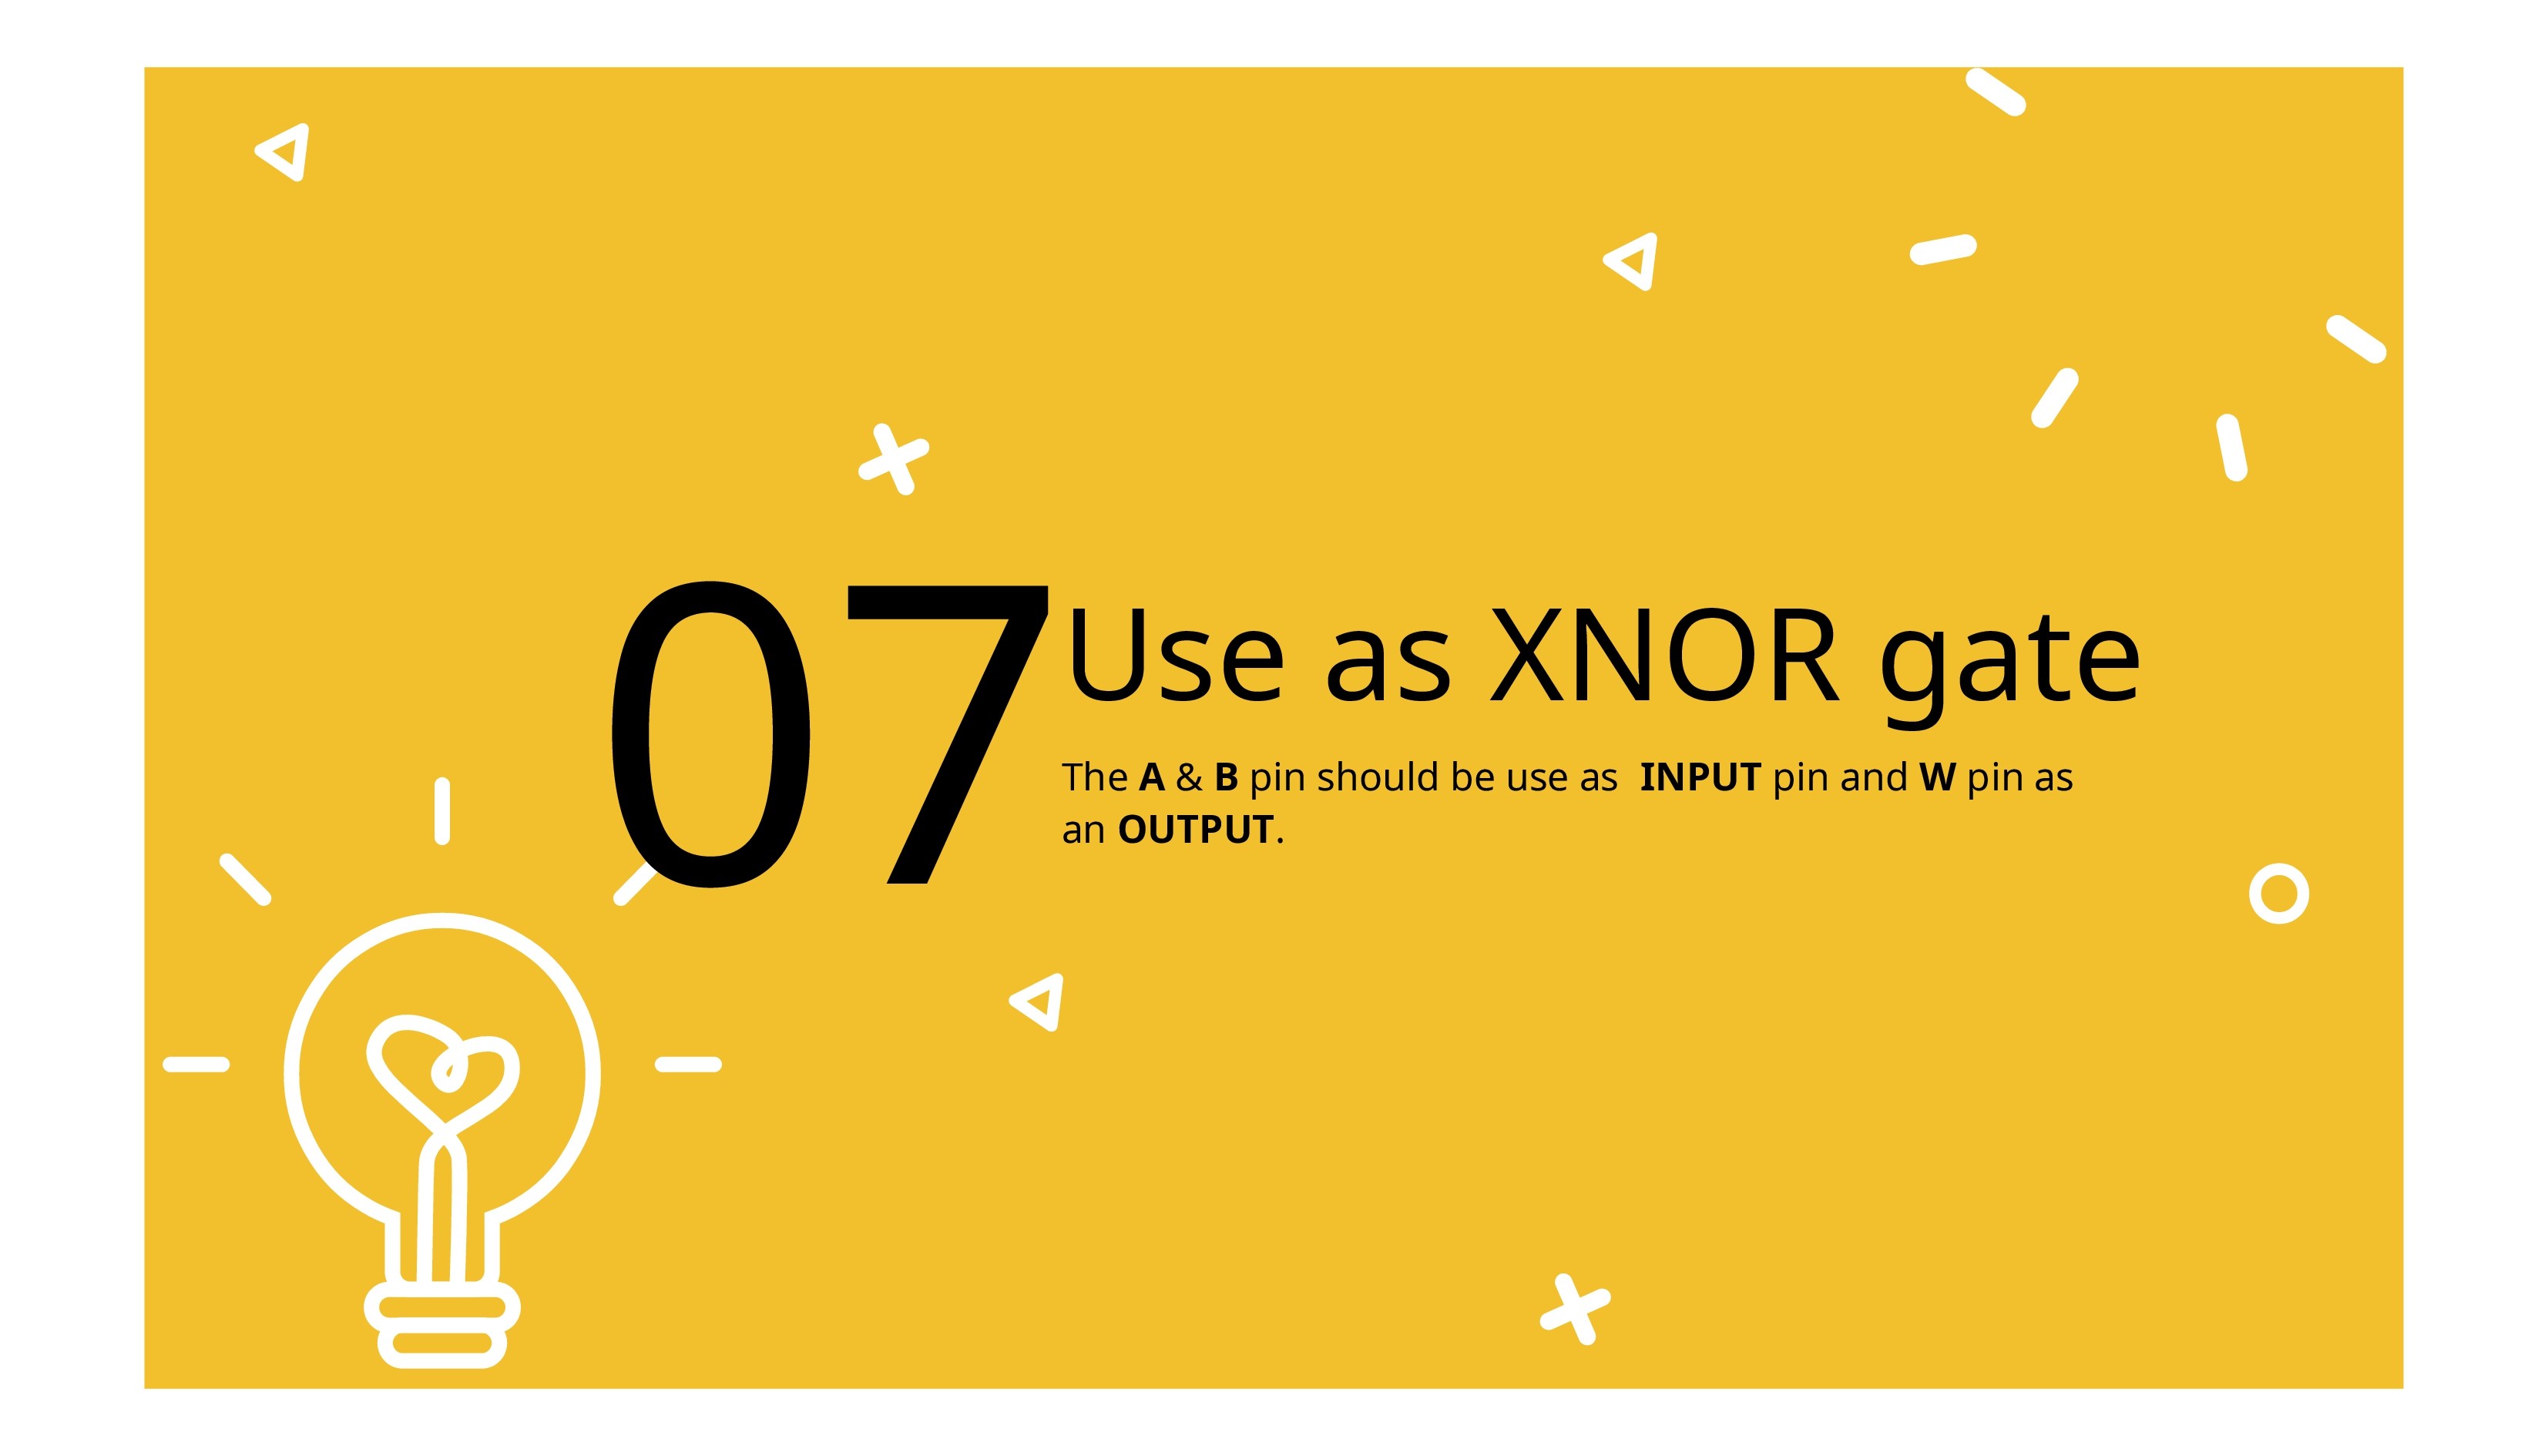 07
Use as XNOR gate
The A & B pin should be use as  INPUT pin and W pin as
an OUTPUT.